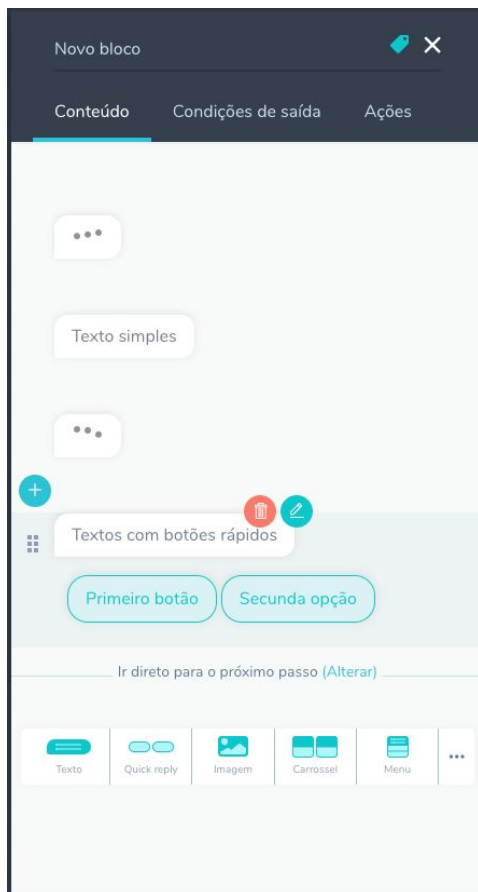 Novo bloco
Conteúdo Condições de saída Ações
Texto simples
Textos com botões rápidos
Primeiro botão Secunda opção
Ir direto para o próximo passo (Alterar)
Texto Quick reply Imagem Carrossel Menu